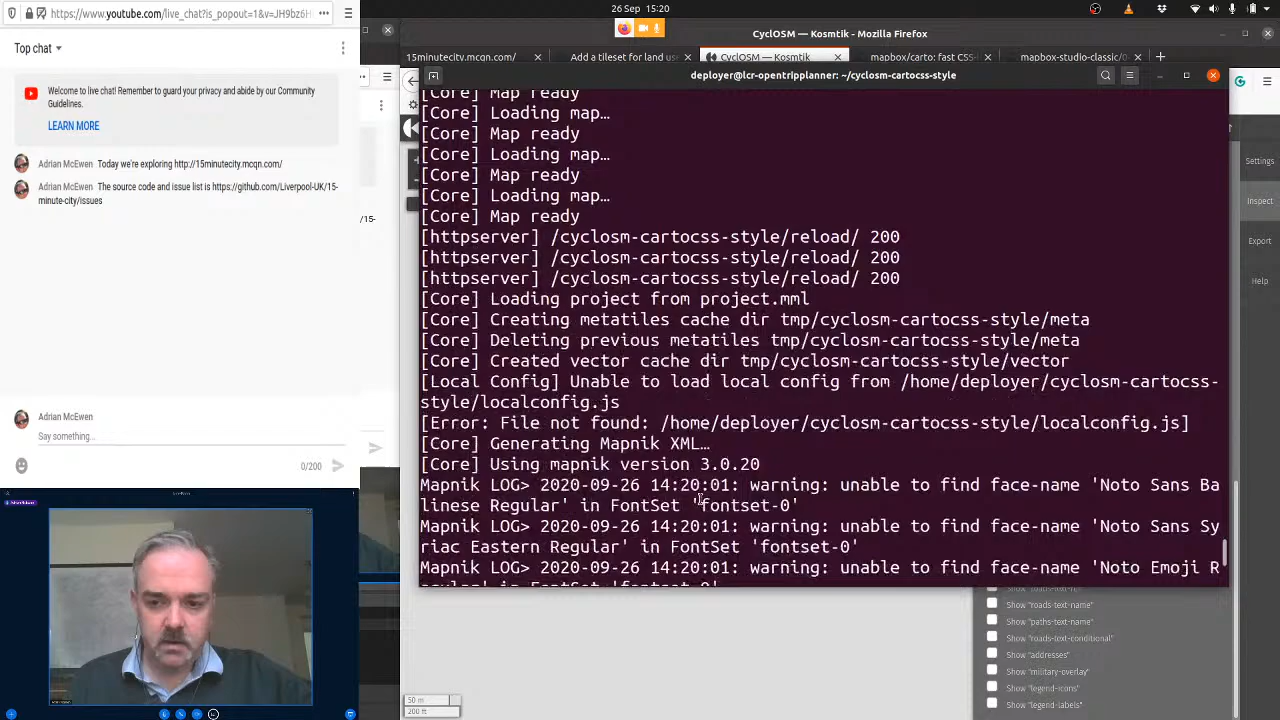 26 Sep 15:20
https://www.youtube.com/live_chat?is_popout=1&v=JH9bz6H
Top chat
Welcome to live chat! Remember to guard your privacy and abide by our Community
Guidelines.
LEARN MORE
Adrian McEwen Today we're exploring http://15minutecity.mcqn.com/
Adrian McEwen The source code and issue list is https://github.com/Liverpool-UK/15-
minute-city/issues
Adrian McEwen
Say something...
0/200
CyclOSM — Kosmtik - Mozilla Firefox
15minutecity.mcqn.com/
Add a tileset for land use
CyclOSM — Kosmtik
mapbox/carto: fast CSS-
mapbox-studio-classic/0
deployer@lcr-opentripplanner: ~/cyclosm-cartocss-style
[Core] Map ready
[Core] Loading map…
[Core] Map ready
[Core] Loading map…
[Core] Map ready
[Core] Loading map…
[Core] Map ready
[httpserver] /cyclosm-cartocss-style/reload/ 200
[httpserver] /cyclosm-cartocss-style/reload/ 200
[httpserver] /cyclosm-cartocss-style/reload/ 200
[Core] Loading project from project.mml
[Core] Creating metatiles cache dir tmp/cyclosm-cartocss-style/meta
[Core] Deleting previous metatiles tmp/cyclosm-cartocss-style/meta
[Core] Created vector cache dir tmp/cyclosm-cartocss-style/vector
[Local Config] Unable to load local config from /home/deployer/cyclosm-cartocss-
style/localconfig.js
[Error: File not found: /home/deployer/cyclosm-cartocss-style/localconfig.js]
[Core] Generating Mapnik XML…
[Core] Using mapnik version 3.0.20
Mapnik LOG> 2020-09-26 14:20:01: warning: unable to find face-name 'Noto Sans Ba
linese Regular' in FontSet 'fontset-0'
Mapnik LOG> 2020-09-26 14:20:01: warning: unable to find face-name 'Noto Sans Sy
riac Eastern Regular' in FontSet 'fontset-0'
Mapnik LOG> 2020-09-26 14:20:01: warning: unable to find face-name 'Noto Emoji R
egular' in FontSet 'fontset-0'
Settings
Inspect
Export
Help
Show "roads-text-name"
Show "paths-text-name"
Show "roads-text-conditional"
Show "addresses"
Show "military-overlay"
Show "legend-icons"
Show "legend-labels"
50 m
200 ft